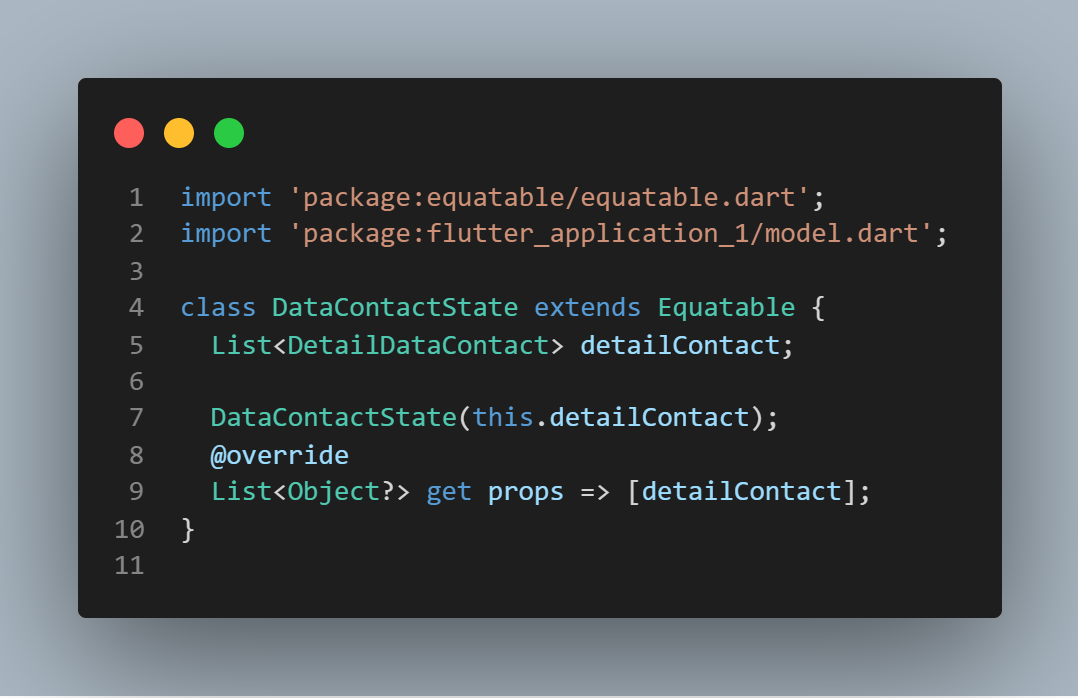 1 import 'package:equatable/equatable.dart';
2 import 'package:flutter_application_1/model.dart';
3
4 class DataContactState extends Equatable {
5   List<DetailDataContact> detailContact;
6
7   DataContactState(this.detailContact);
8   @override
9   List<Object?> get props => [detailContact];
10 }
11